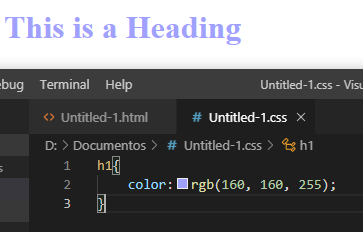 This is a Heading
ebug Terminal Help Untitled-1.css - Visu
<> Untitled-1.html # Untitled-1.css ×
D: > Documentos > # Untitled-1.css > h1
1 h1{
2 color: rgb(160, 160, 255);
3 }
s